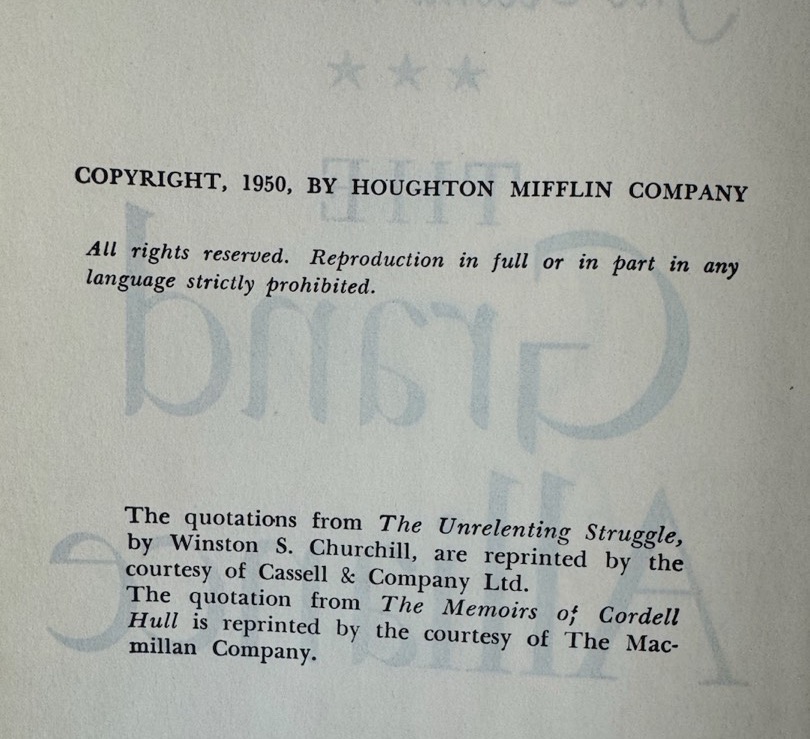 COPYRIGHT, 1950, BY HOUGHTON MIFFLIN COMPANY
All rights reserved. Reproduction in full or in part in any
language strictly prohibited.
The quotations from The Unrelenting Struggle,
by Winston S. Churchill, are reprinted by the
courtesy of Cassell & Company Ltd.
The quotation from The Memoirs of Cordell
Hull is reprinted by the courtesy of The Mac-
millan Company.
THE
Grand